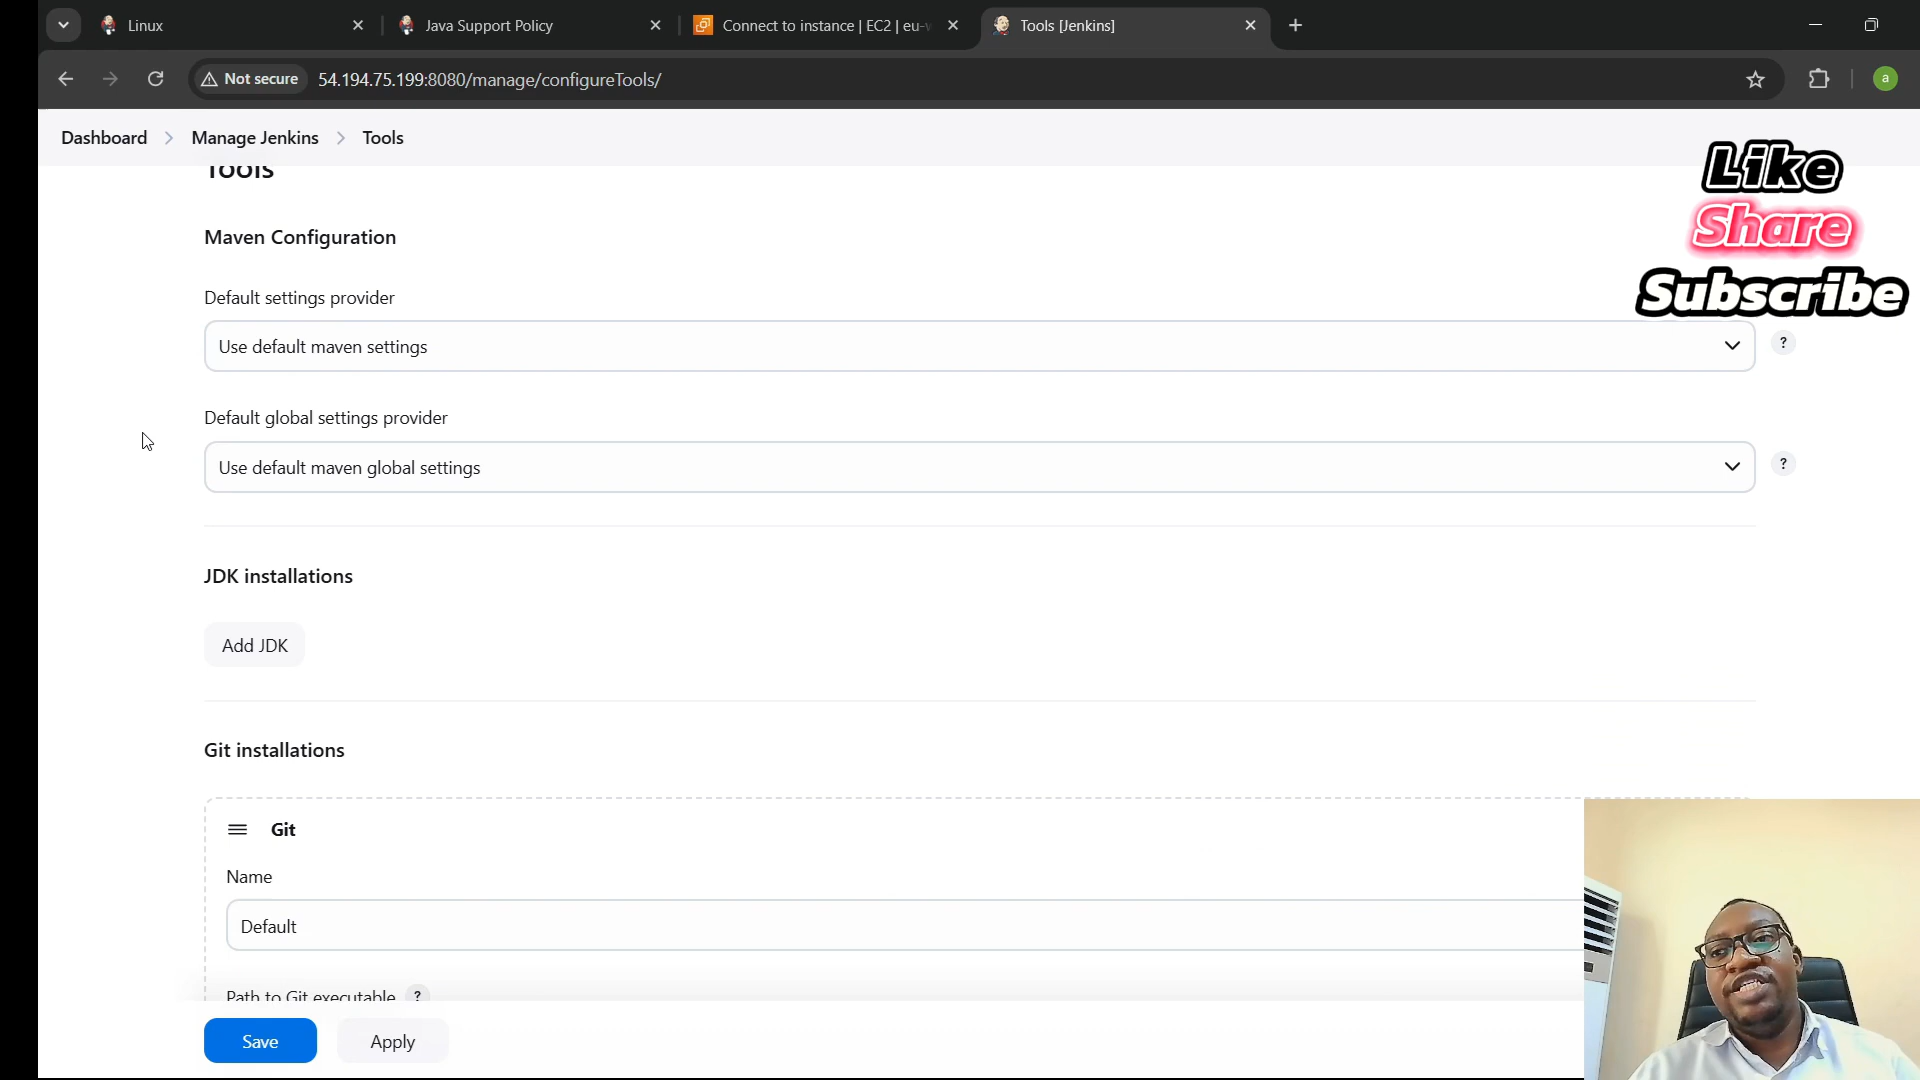 Linux
Java Support Policy
Connect to instance | EC2 | eu-w
Tools [Jenkins]
Not secure
54.194.75.199:8080/manage/configureTools/
a
Dashboard > Manage Jenkins > Tools
Tools
Like
Share
Subscribe
Maven Configuration
Default settings provider
Use default maven settings
?
Default global settings provider
Use default maven global settings
?
JDK installations
Add JDK
Git installations
Git
Name
Default
Path to Git executable ?
Save
Apply